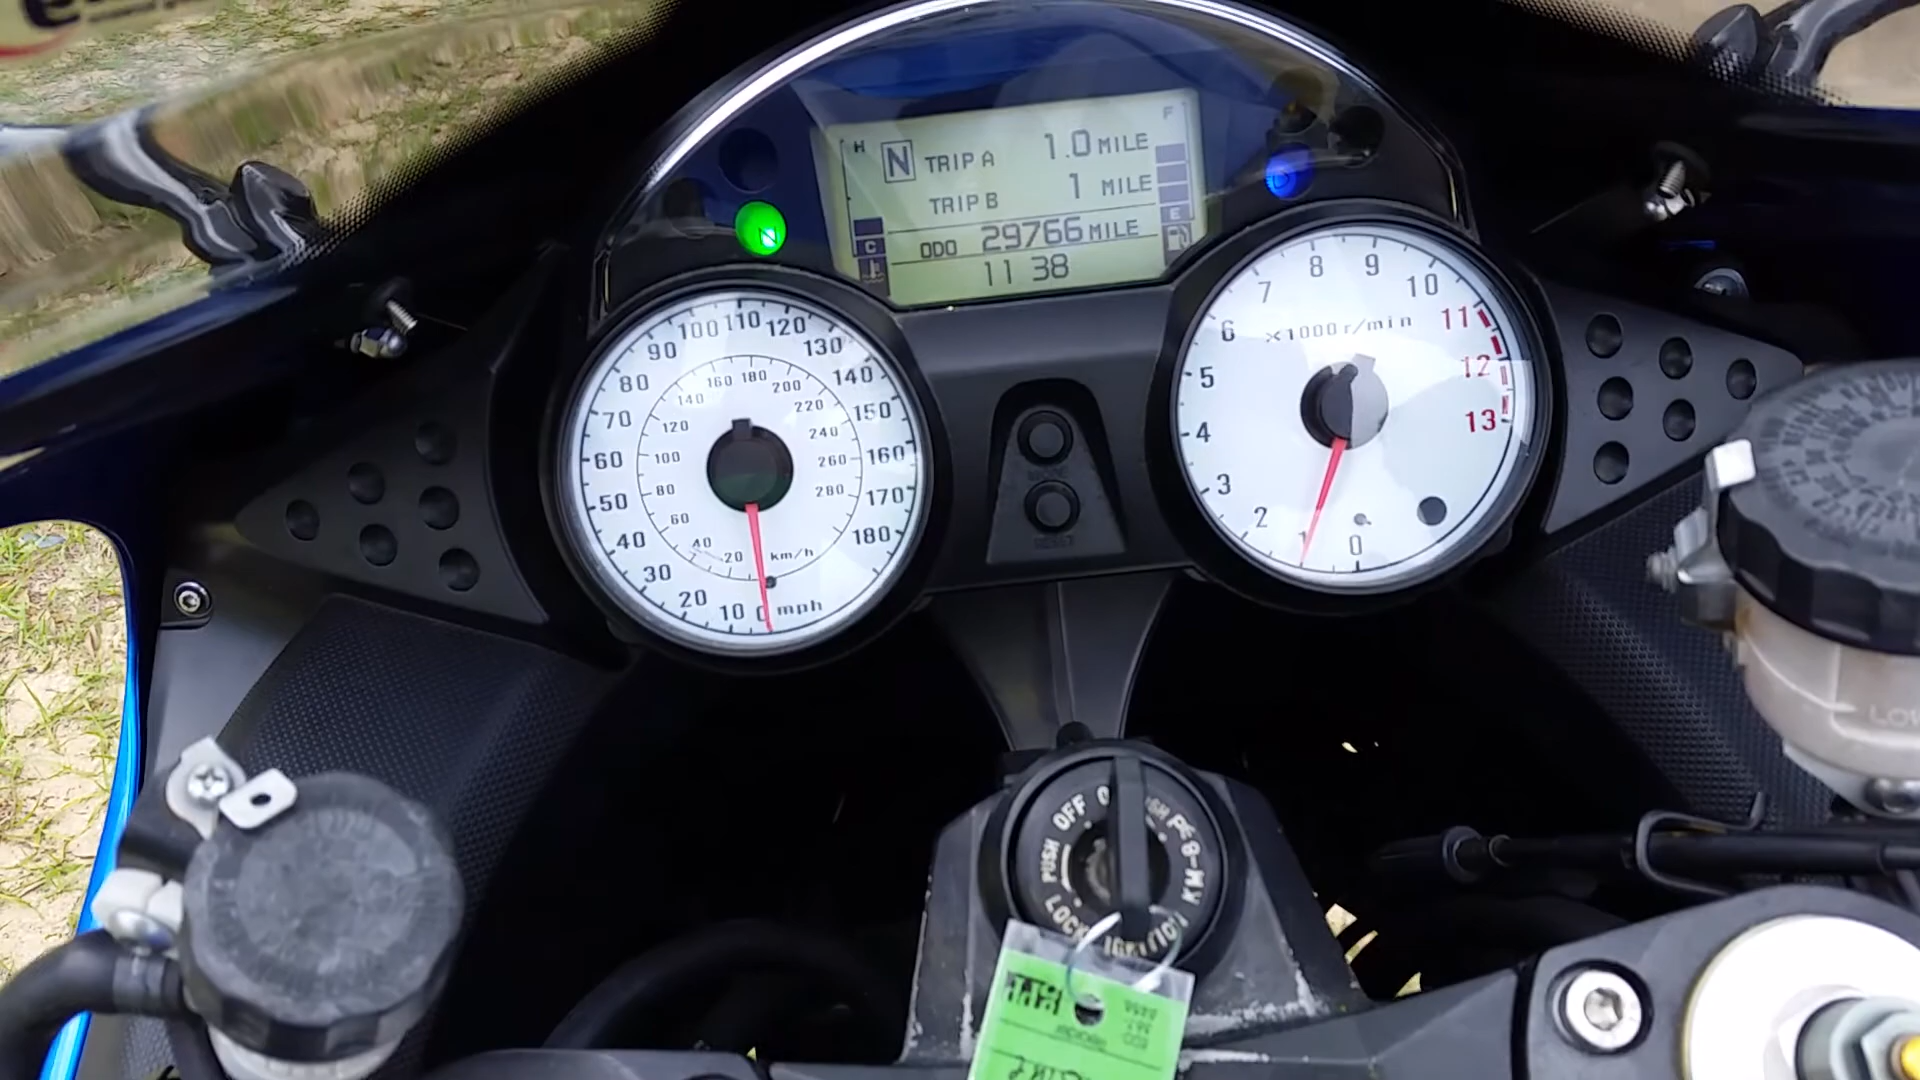 H N TRIP A 1.0 MILE F
TRIP B 1 MILE
C ODO 29766 MILE E
11 38
N
D
0 10 20 30 40 50 60 70 80 90 100 110 120 130 140 150 160 170 180
mph
20 40 60 80 100 120 140 160 180 200 220 240 260 280
km/h
0 1 2 3 4 5 6 7 8 9 10 11 12 13
×1000 r/min
RESET
OFF
PUSH
LOCK
IGNITION